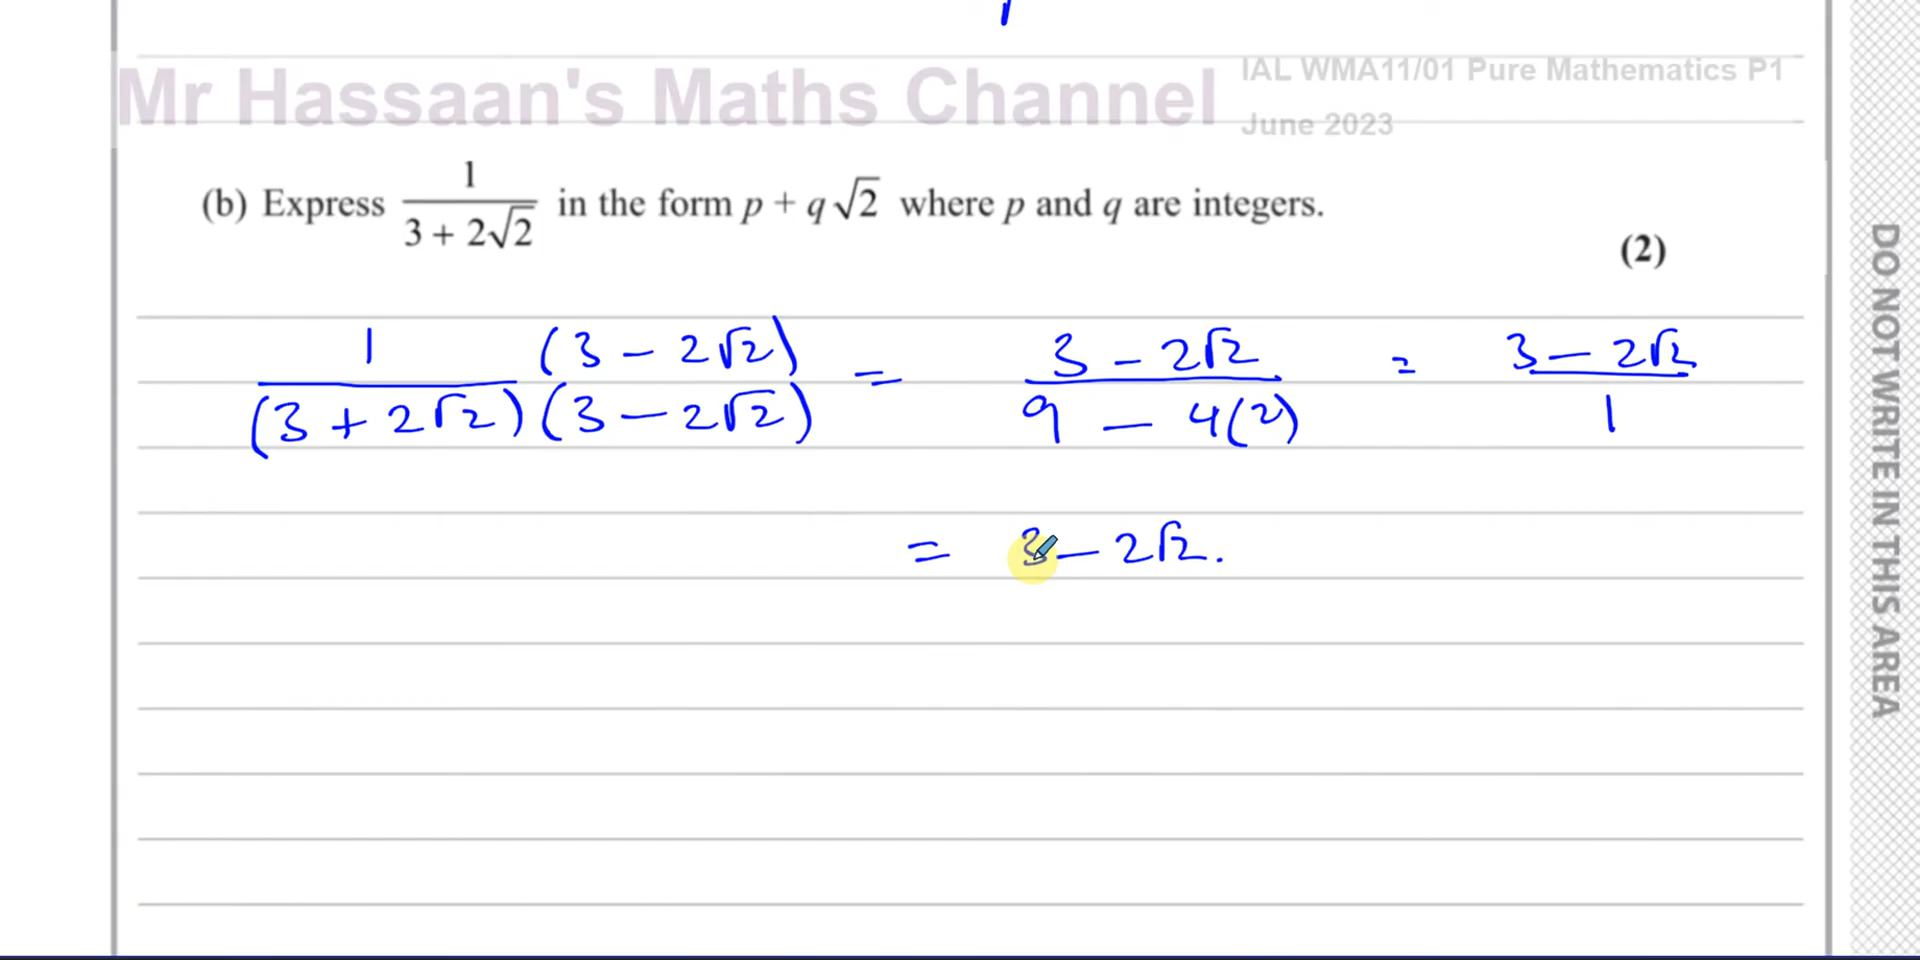 Mr Hassaan's Maths Channel
IAL WMA11/01 Pure Mathematics P1
June 2023
(b) Express 1/(3 + 2√2) in the form p + q√2 where p and q are integers.
(2)
1 (3 - 2√2) / (3 + 2√2)(3 - 2√2) = (3 - 2√2)/(9 - 4(2)) = (3 - 2√2)/1
= 3 - 2√2.
DO NOT WRITE IN THIS AREA